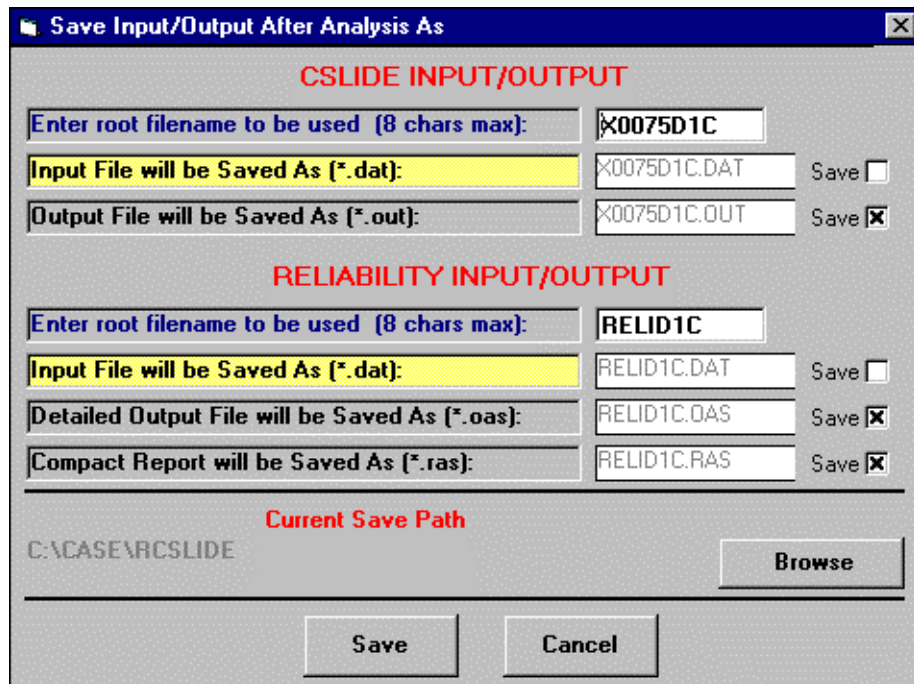 Save Input/Output After Analysis As
CSLIDE INPUT/OUTPUT
Enter root filename to be used (8 chars max): X0075D1C
Input File will be Saved As (*.dat): X0075D1C.DAT Save
Output File will be Saved As (*.out): X0075D1C.OUT Save
RELIABILITY INPUT/OUTPUT
Enter root filename to be used (8 chars max): RELID1C
Input File will be Saved As (*.dat): RELID1C.DAT Save
Detailed Output File will be Saved As (*.oas): RELID1C.OAS Save
Compact Report will be Saved As (*.ras): RELID1C.RAS Save
Current Save Path
C:\CASE\RCSLIDE
Browse
Save Cancel